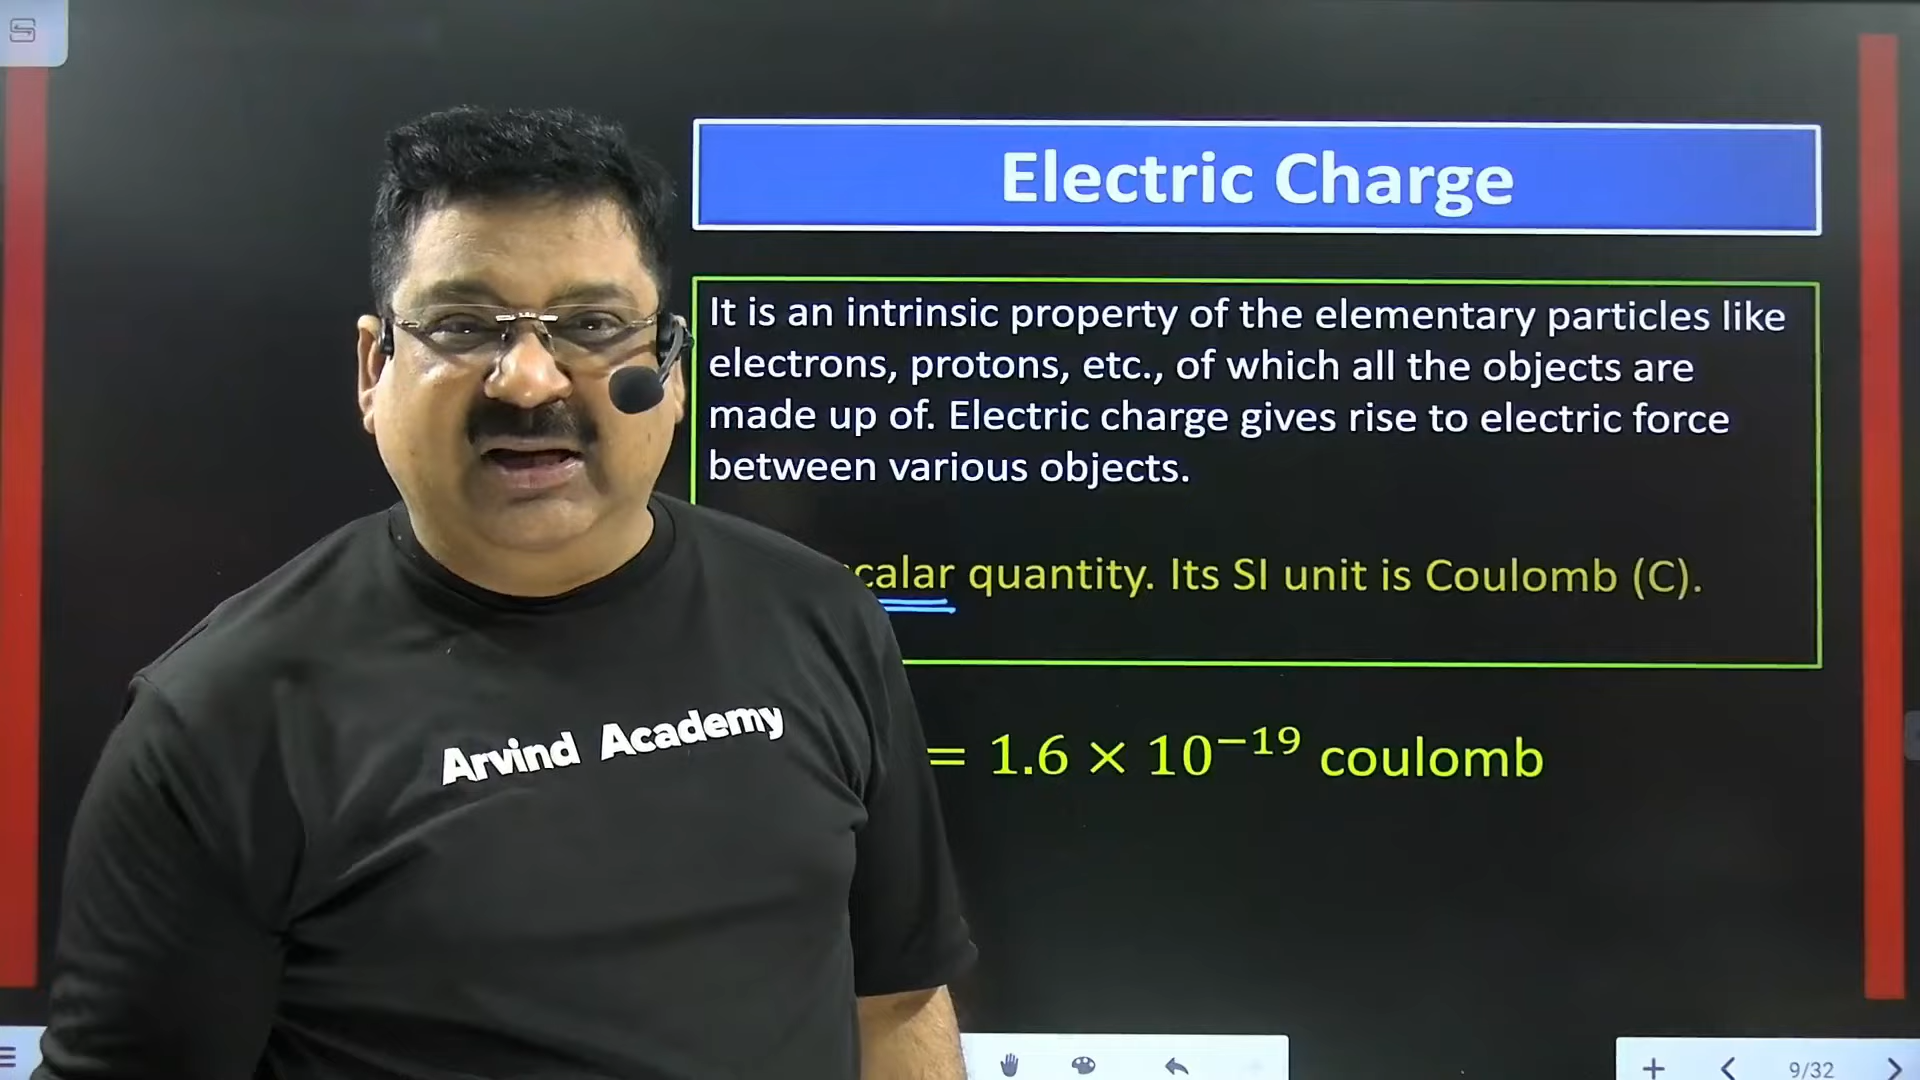 Electric Charge
It is an intrinsic property of the elementary particles like
electrons, protons, etc., of which all the objects are
made up of. Electric charge gives rise to electric force
between various objects.
calar quantity. Its SI unit is Coulomb (C).
= 1.6 × 10⁻¹⁹ coulomb
Arvind Academy
9/32